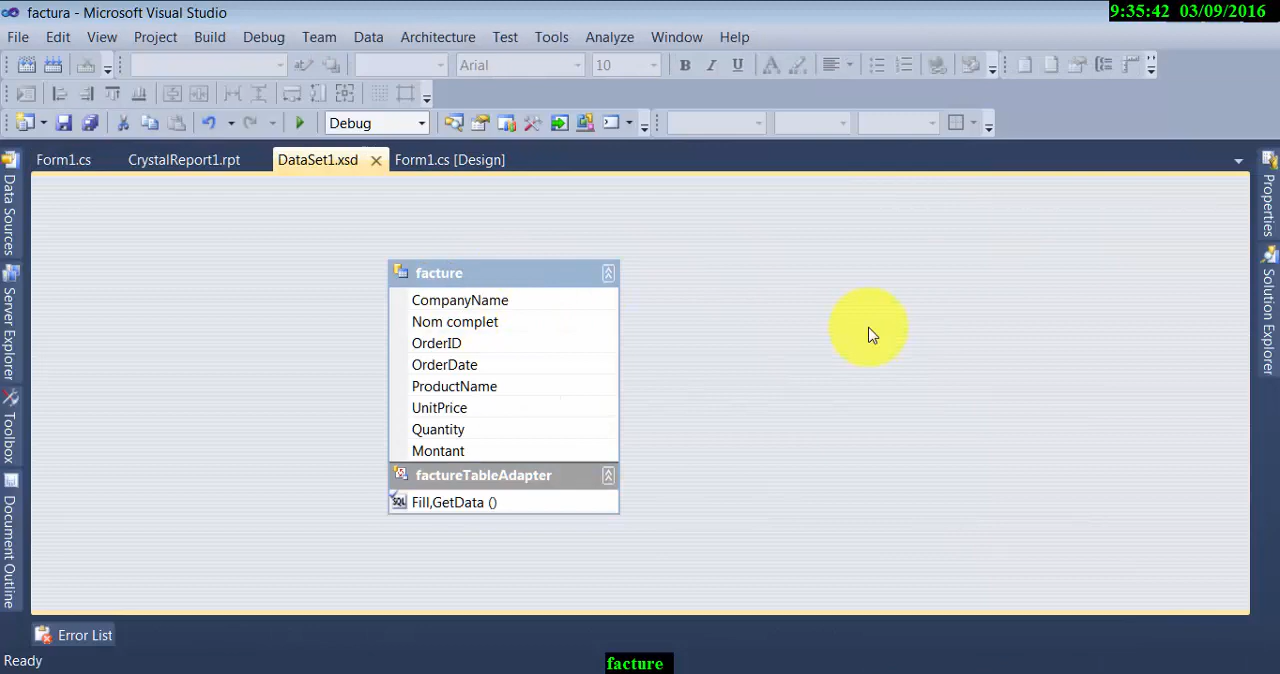 factura - Microsoft Visual Studio
9:35:42 03/09/2016
File Edit View Project Build Debug Team Data Architecture Test Tools Analyze Window Help
Arial 10 B I U
Debug
Form1.cs CrystalReport1.rpt DataSet1.xsd Form1.cs [Design]
Data Sources
Server Explorer
Toolbox
Document Outline
facture
CompanyName
Nom complet
OrderID
OrderDate
ProductName
UnitPrice
Quantity
Montant
factureTableAdapter
SQL Fill,GetData ()
Properties
Solution Explorer
Error List
Ready
facture